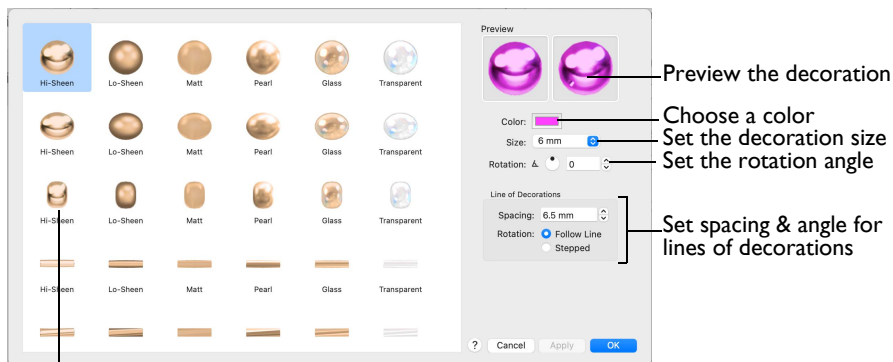 Preview
Hi-Sheen Lo-Sheen Matt Pearl Glass Transparent
Preview the decoration
Color:
Choose a color
Size: 6 mm
Set the decoration size
Hi-Sheen Lo-Sheen Matt Pearl Glass Transparent
Rotation: 0
Set the rotation angle
Line of Decorations
Spacing: 6.5 mm
Hi-Sheen Lo-Sheen Matt Pearl Glass Transparent
Rotation: Follow Line
Stepped
Set spacing & angle for
lines of decorations
Hi-Sheen Lo-Sheen Matt Pearl Glass Transparent
? Cancel Apply OK